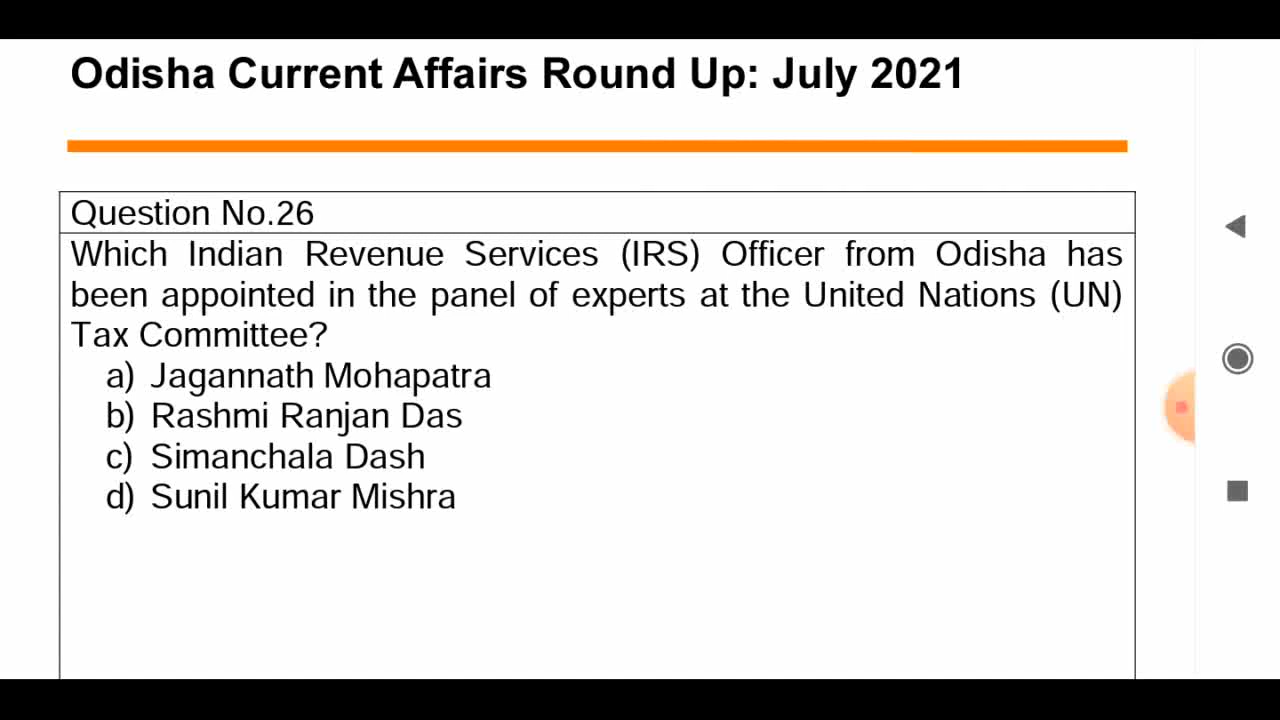 Odisha Current Affairs Round Up: July 2021
Question No.26
Which Indian Revenue Services (IRS) Officer from Odisha has
been appointed in the panel of experts at the United Nations (UN)
Tax Committee?
a) Jagannath Mohapatra
b) Rashmi Ranjan Das
c) Simanchala Dash
d) Sunil Kumar Mishra